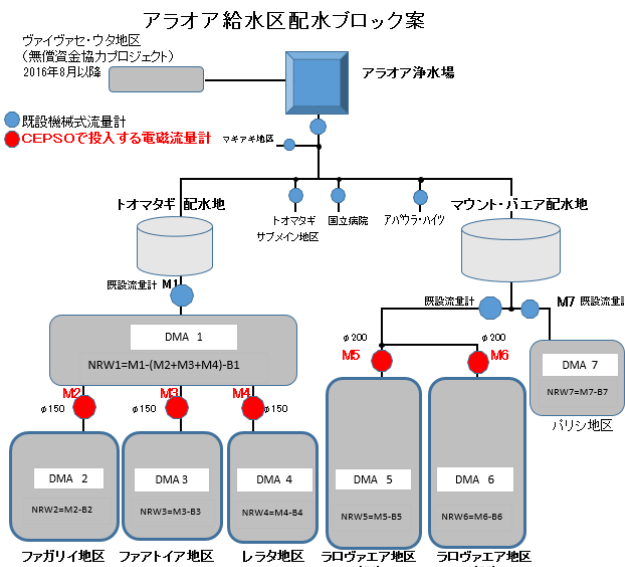 アラオア給水区配水ブロック案
ヴァイヴァセ・ウタ地区
(無償資金協力プロジェクト)
2016年8月以降
アラオア浄水場
既設機械式流量計
CEPSOで投入する電磁流量計
マキアキ地区
トオマタギ 配水地
トオマタギ
サブメイン地区
国立病院
アパウラ・ハイツ
マウント・バエア配水地
既設流量計 M1
既設流量計
M7 既設流量計
DMA 1
NRW1=M1-(M2+M3+M4)-B1
φ200
M5
φ200
M6
DMA 7
NRW7=M7-B7
バリシ地区
M2
M3
M4
φ150
φ150
φ150
DMA 2
DMA 3
DMA 4
DMA 5
DMA 6
NRW2=M2-B2
NRW3=M3-B3
NRW4=M4-B4
NRW5=M5-B5
NRW6=M6-B6
ファガリイ地区
ファアトイア地区
レラタ地区
ラロヴァエア地区
ラロヴァエア地区